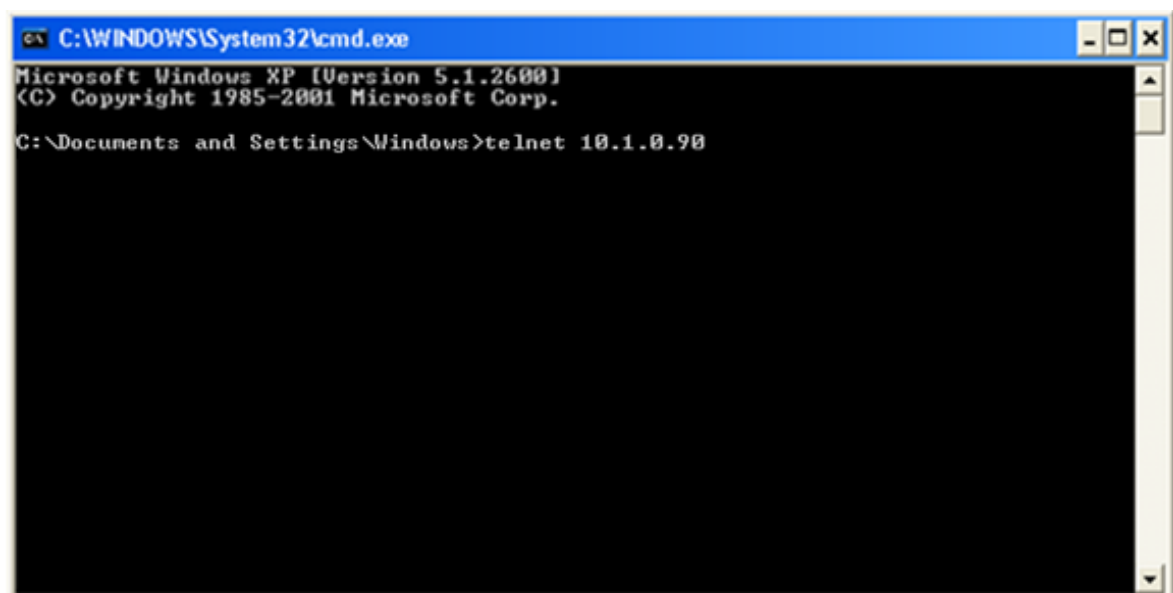 C:\WINDOWS\System32\cmd.exe
Microsoft Windows XP [Version 5.1.2600]
(C) Copyright 1985-2001 Microsoft Corp.
C:\Documents and Settings\Windows>telnet 10.1.0.90